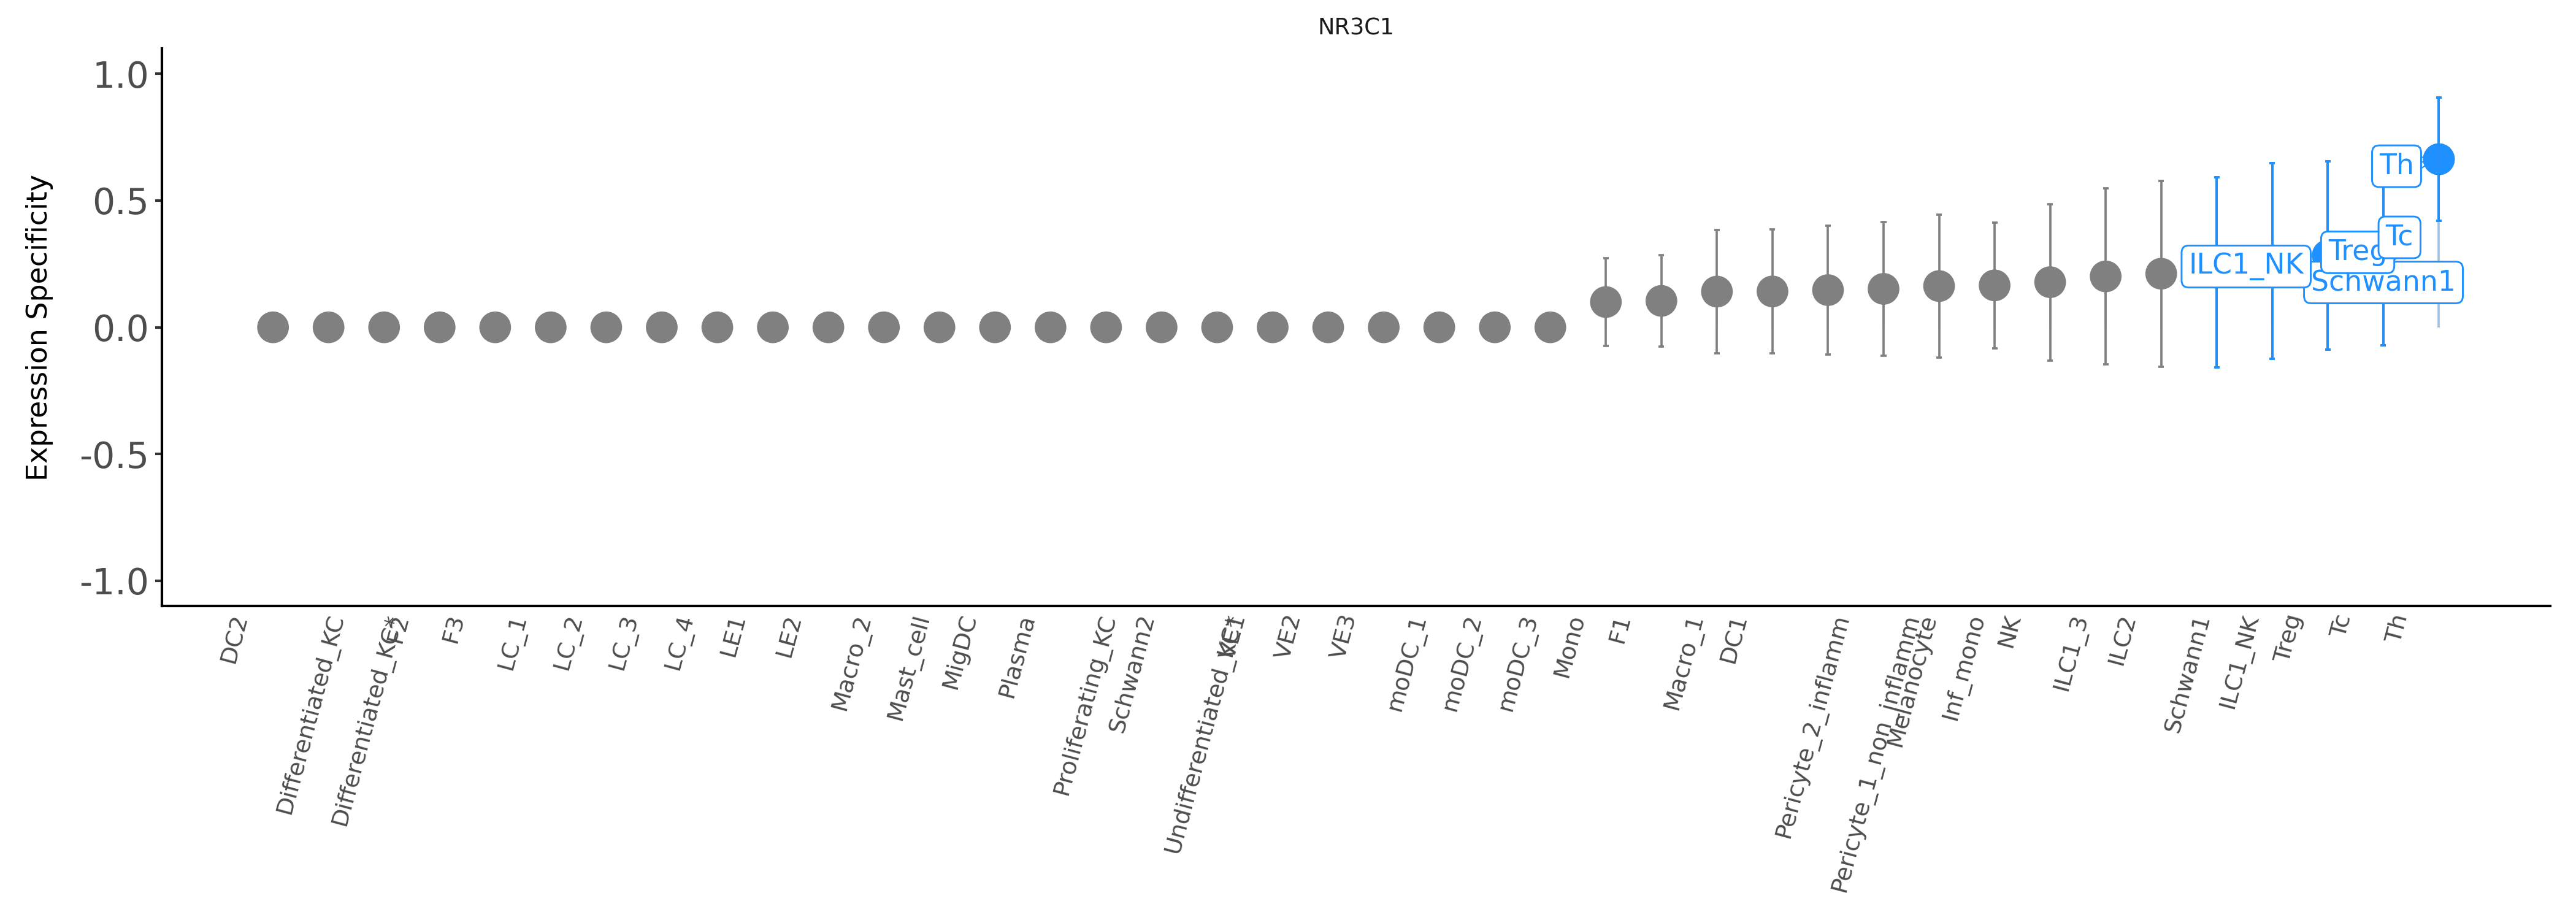 NR3C1
Expression Specificity
1.0
0.5
0.0
-0.5
-1.0
Th
Tc
Treg
ILC1_NK
Schwann1
DC2
Differentiated_KC
Differentiated_KC*
F2
F3
LC_1
LC_2
LC_3
LC_4
LE1
LE2
Macro_2
Mast_cell
MigDC
Plasma
Proliferating_KC
Schwann2
Undifferentiated_KC*
VE1
VE2
VE3
moDC_1
moDC_2
moDC_3
Mono
F1
Macro_1
DC1
Pericyte_2_inflamm
Pericyte_1_non_inflamm
Melanocyte
Inf_mono
NK
ILC1_3
ILC2
Schwann1
ILC1_NK
Treg
Tc
Th